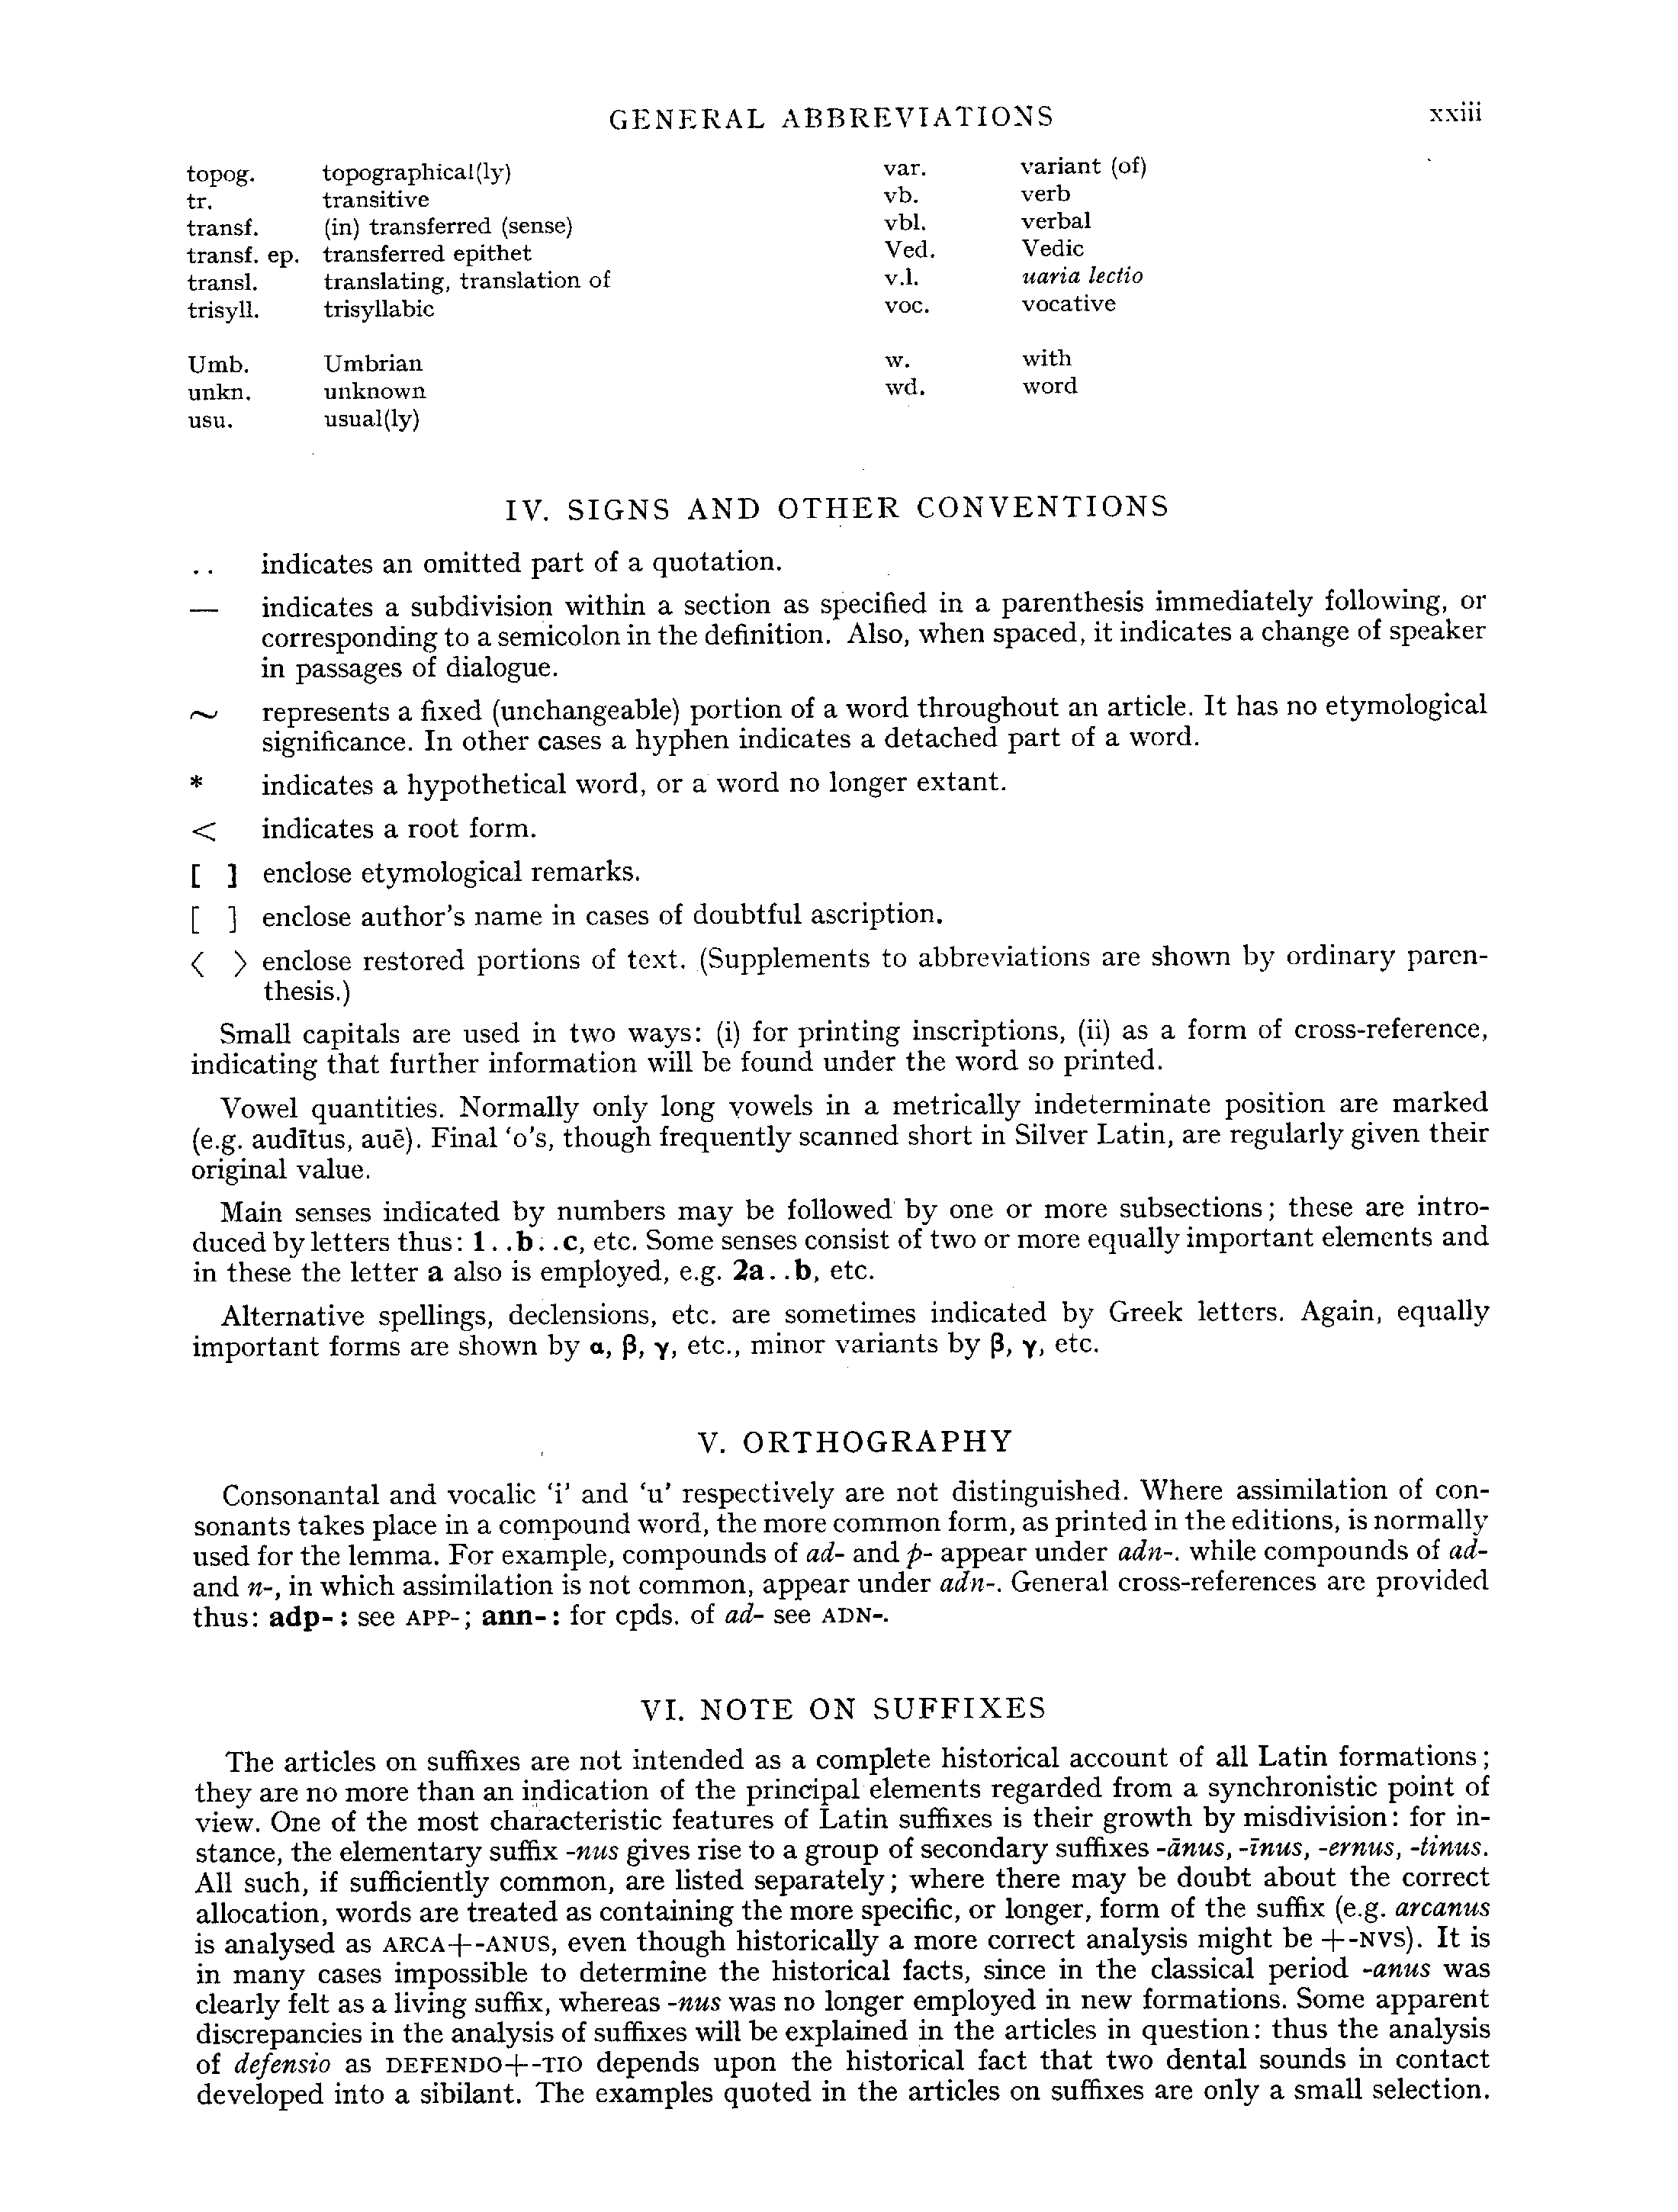 GENERAL ABBREVIATIONS xxiii
topog. topographical(ly)
tr. transitive
transf. (in) transferred (sense)
transf. ep. transferred epithet
transl. translating, translation of
trisyll. trisyllabic
Umb. Umbrian
unkn. unknown
usu. usual(ly)
var. variant (of)
vb. verb
vbl. verbal
Ved. Vedic
v.l. uaria lectio
voc. vocative
w. with
wd. word
IV. SIGNS AND OTHER CONVENTIONS
. . indicates an omitted part of a quotation.
— indicates a subdivision within a section as specified in a parenthesis immediately following, or
corresponding to a semicolon in the definition. Also, when spaced, it indicates a change of speaker
in passages of dialogue.
~ represents a fixed (unchangeable) portion of a word throughout an article. It has no etymological
significance. In other cases a hyphen indicates a detached part of a word.
* indicates a hypothetical word, or a word no longer extant.
< indicates a root form.
[ ] enclose etymological remarks.
[ ] enclose author's name in cases of doubtful ascription.
⟨ ⟩ enclose restored portions of text. (Supplements to abbreviations are shown by ordinary paren-
thesis.)
Small capitals are used in two ways: (i) for printing inscriptions, (ii) as a form of cross-reference,
indicating that further information will be found under the word so printed.
Vowel quantities. Normally only long vowels in a metrically indeterminate position are marked
(e.g. audītus, auē). Final 'o's, though frequently scanned short in Silver Latin, are regularly given their
original value.
Main senses indicated by numbers may be followed by one or more subsections; these are intro-
duced by letters thus: 1. .b. .c, etc. Some senses consist of two or more equally important elements and
in these the letter a also is employed, e.g. 2a. .b, etc.
Alternative spellings, declensions, etc. are sometimes indicated by Greek letters. Again, equally
important forms are shown by α, β, γ, etc., minor variants by β, γ, etc.
V. ORTHOGRAPHY
Consonantal and vocalic 'i' and 'u' respectively are not distinguished. Where assimilation of con-
sonants takes place in a compound word, the more common form, as printed in the editions, is normally
used for the lemma. For example, compounds of ad- and p- appear under adn-. while compounds of ad-
and n-, in which assimilation is not common, appear under adn-. General cross-references are provided
thus: adp-: see APP-; ann-: for cpds. of ad- see ADN-.
VI. NOTE ON SUFFIXES
The articles on suffixes are not intended as a complete historical account of all Latin formations;
they are no more than an indication of the principal elements regarded from a synchronistic point of
view. One of the most characteristic features of Latin suffixes is their growth by misdivision: for in-
stance, the elementary suffix -nus gives rise to a group of secondary suffixes -ānus, -īnus, -ernus, -tinus.
All such, if sufficiently common, are listed separately; where there may be doubt about the correct
allocation, words are treated as containing the more specific, or longer, form of the suffix (e.g. arcanus
is analysed as ARCA+-ANUS, even though historically a more correct analysis might be +-NVS). It is
in many cases impossible to determine the historical facts, since in the classical period -anus was
clearly felt as a living suffix, whereas -nus was no longer employed in new formations. Some apparent
discrepancies in the analysis of suffixes will be explained in the articles in question: thus the analysis
of defensio as DEFENDO+-TIO depends upon the historical fact that two dental sounds in contact
developed into a sibilant. The examples quoted in the articles on suffixes are only a small selection.